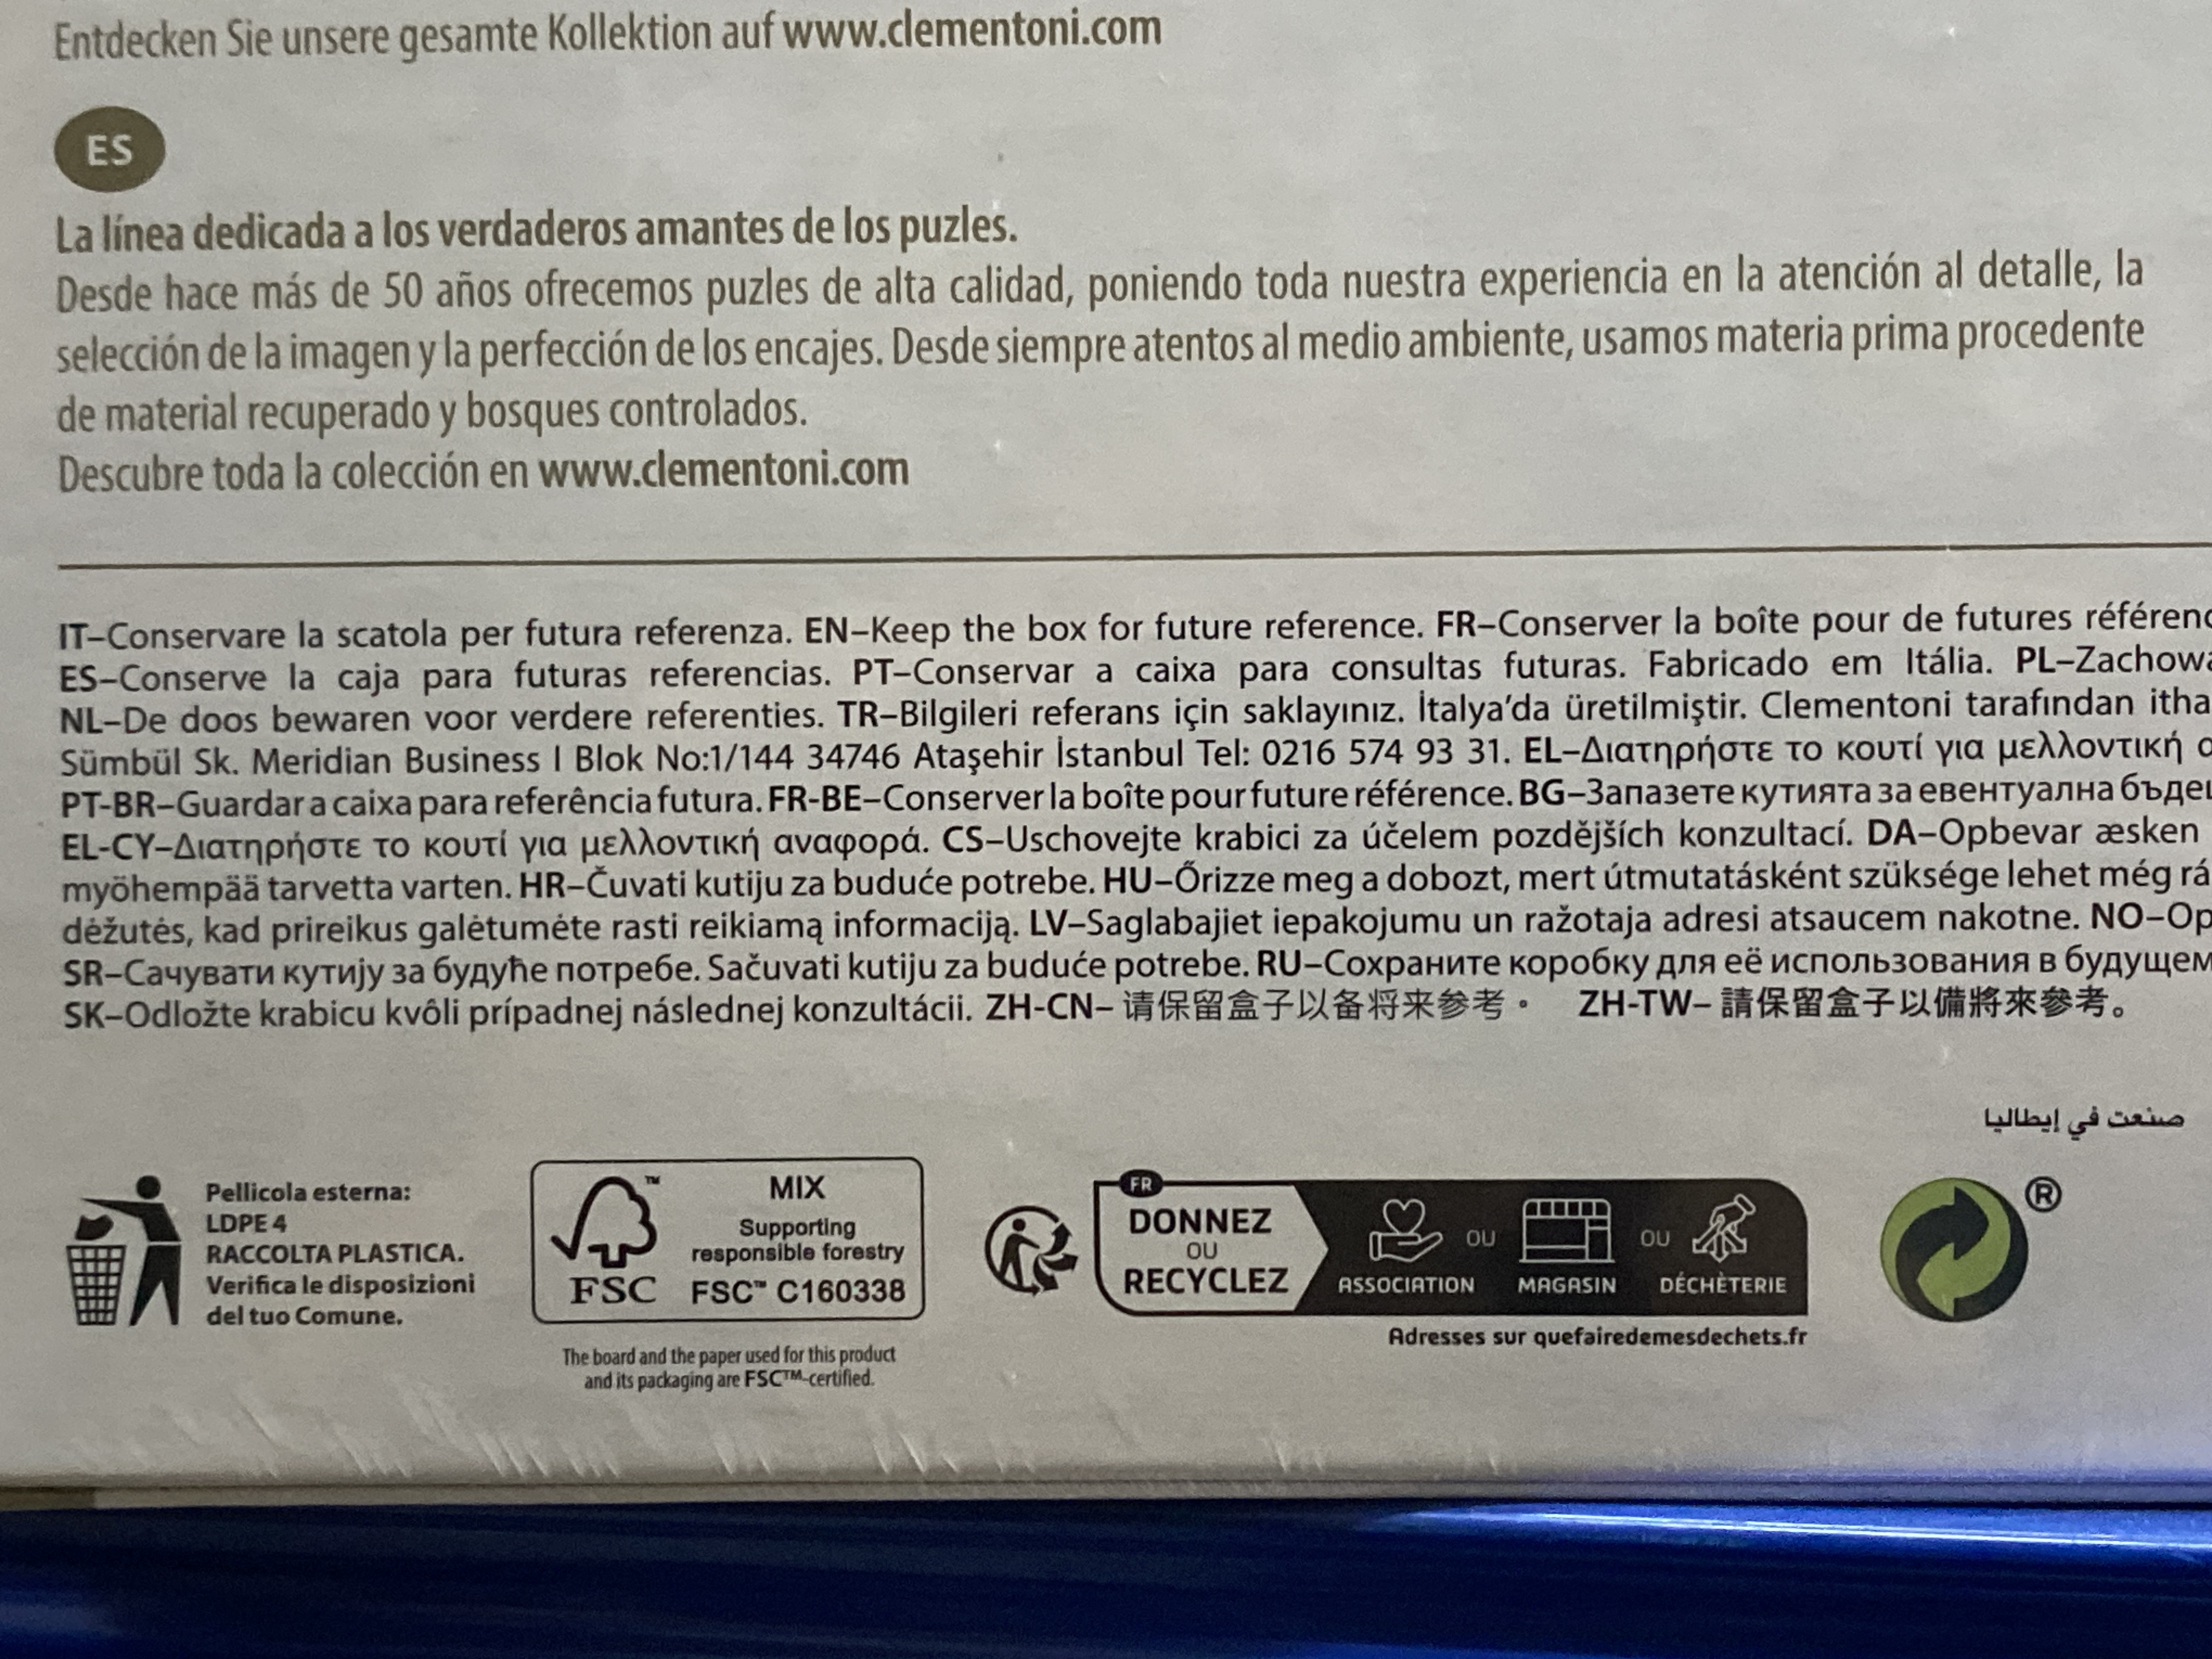 Entdecken Sie unsere gesamte Kollektion auf www.clementoni.com
ES
La línea dedicada a los verdaderos amantes de los puzles.
Desde hace más de 50 años ofrecemos puzles de alta calidad, poniendo toda nuestra experiencia en la atención al detalle, la
selección de la imagen y la perfección de los encajes. Desde siempre atentos al medio ambiente, usamos materia prima procedente
de material recuperado y bosques controlados.
Descubre toda la colección en www.clementoni.com
IT–Conservare la scatola per futura referenza. EN–Keep the box for future reference. FR–Conserver la boîte pour de futures
ES–Conserve la caja para futuras referencias. PT–Conservar a caixa para consultas futuras. Fabricado em Itália. PL–
NL–De doos bewaren voor verdere referenties. TR–Bilgileri referans için saklayınız. İtalya’da üretilmiştir. Clementoni tarafından
Sümbül Sk. Meridian Business I Blok No:1/144 34746 Ataşehir İstanbul Tel: 0216 574 93 31. EL–Διατηρήστε το κουτί για μελλοντική
PT-BR–Guardar a caixa para referência futura. FR-BE–Conserver la boîte pour future référence. BG–Запазете кутията за евентуална
EL-CY–Διατηρήστε το κουτί για μελλοντική αναφορά. CS–Uschovejte krabici za účelem pozdějších konzultací. DA–Opbevar æsken
myöhempää tarvetta varten. HR–Čuvati kutiju za buduće potrebe. HU–Őrizze meg a dobozt, mert útmutatásként szüksége lehet még
dėžutės, kad prireikus galėtumėte rasti reikiamą informaciją. LV–Saglabajiet iepakojumu un ražotaja adresi atsaucem nakotne. NO–
SR–Сачувати кутију за будуће потребе. Sačuvati kutiju za buduće potrebe. RU–Сохраните коробку для её использования в будущем
SK–Odložte krabicu kvôli prípadnej následnej konzultácii. ZH-CN– 请保留盒子以备将来参考。 ZH-TW– 請保留盒子以備將來參考。
صنعت في إيطاليا
Pellicola esterna:
LDPE 4
RACCOLTA PLASTICA.
Verifica le disposizioni
del tuo Comune.
™
FSC
MIX
Supporting
responsible forestry
FSC™ C160338
The board and the paper used for this product
and its packaging are FSC™-certified.
FR
DONNEZ
OU
RECYCLEZ
ASSOCIATION
OU
MAGASIN
OU
DÉCHÈTERIE
Adresses sur quefairedemesdechets.fr
®